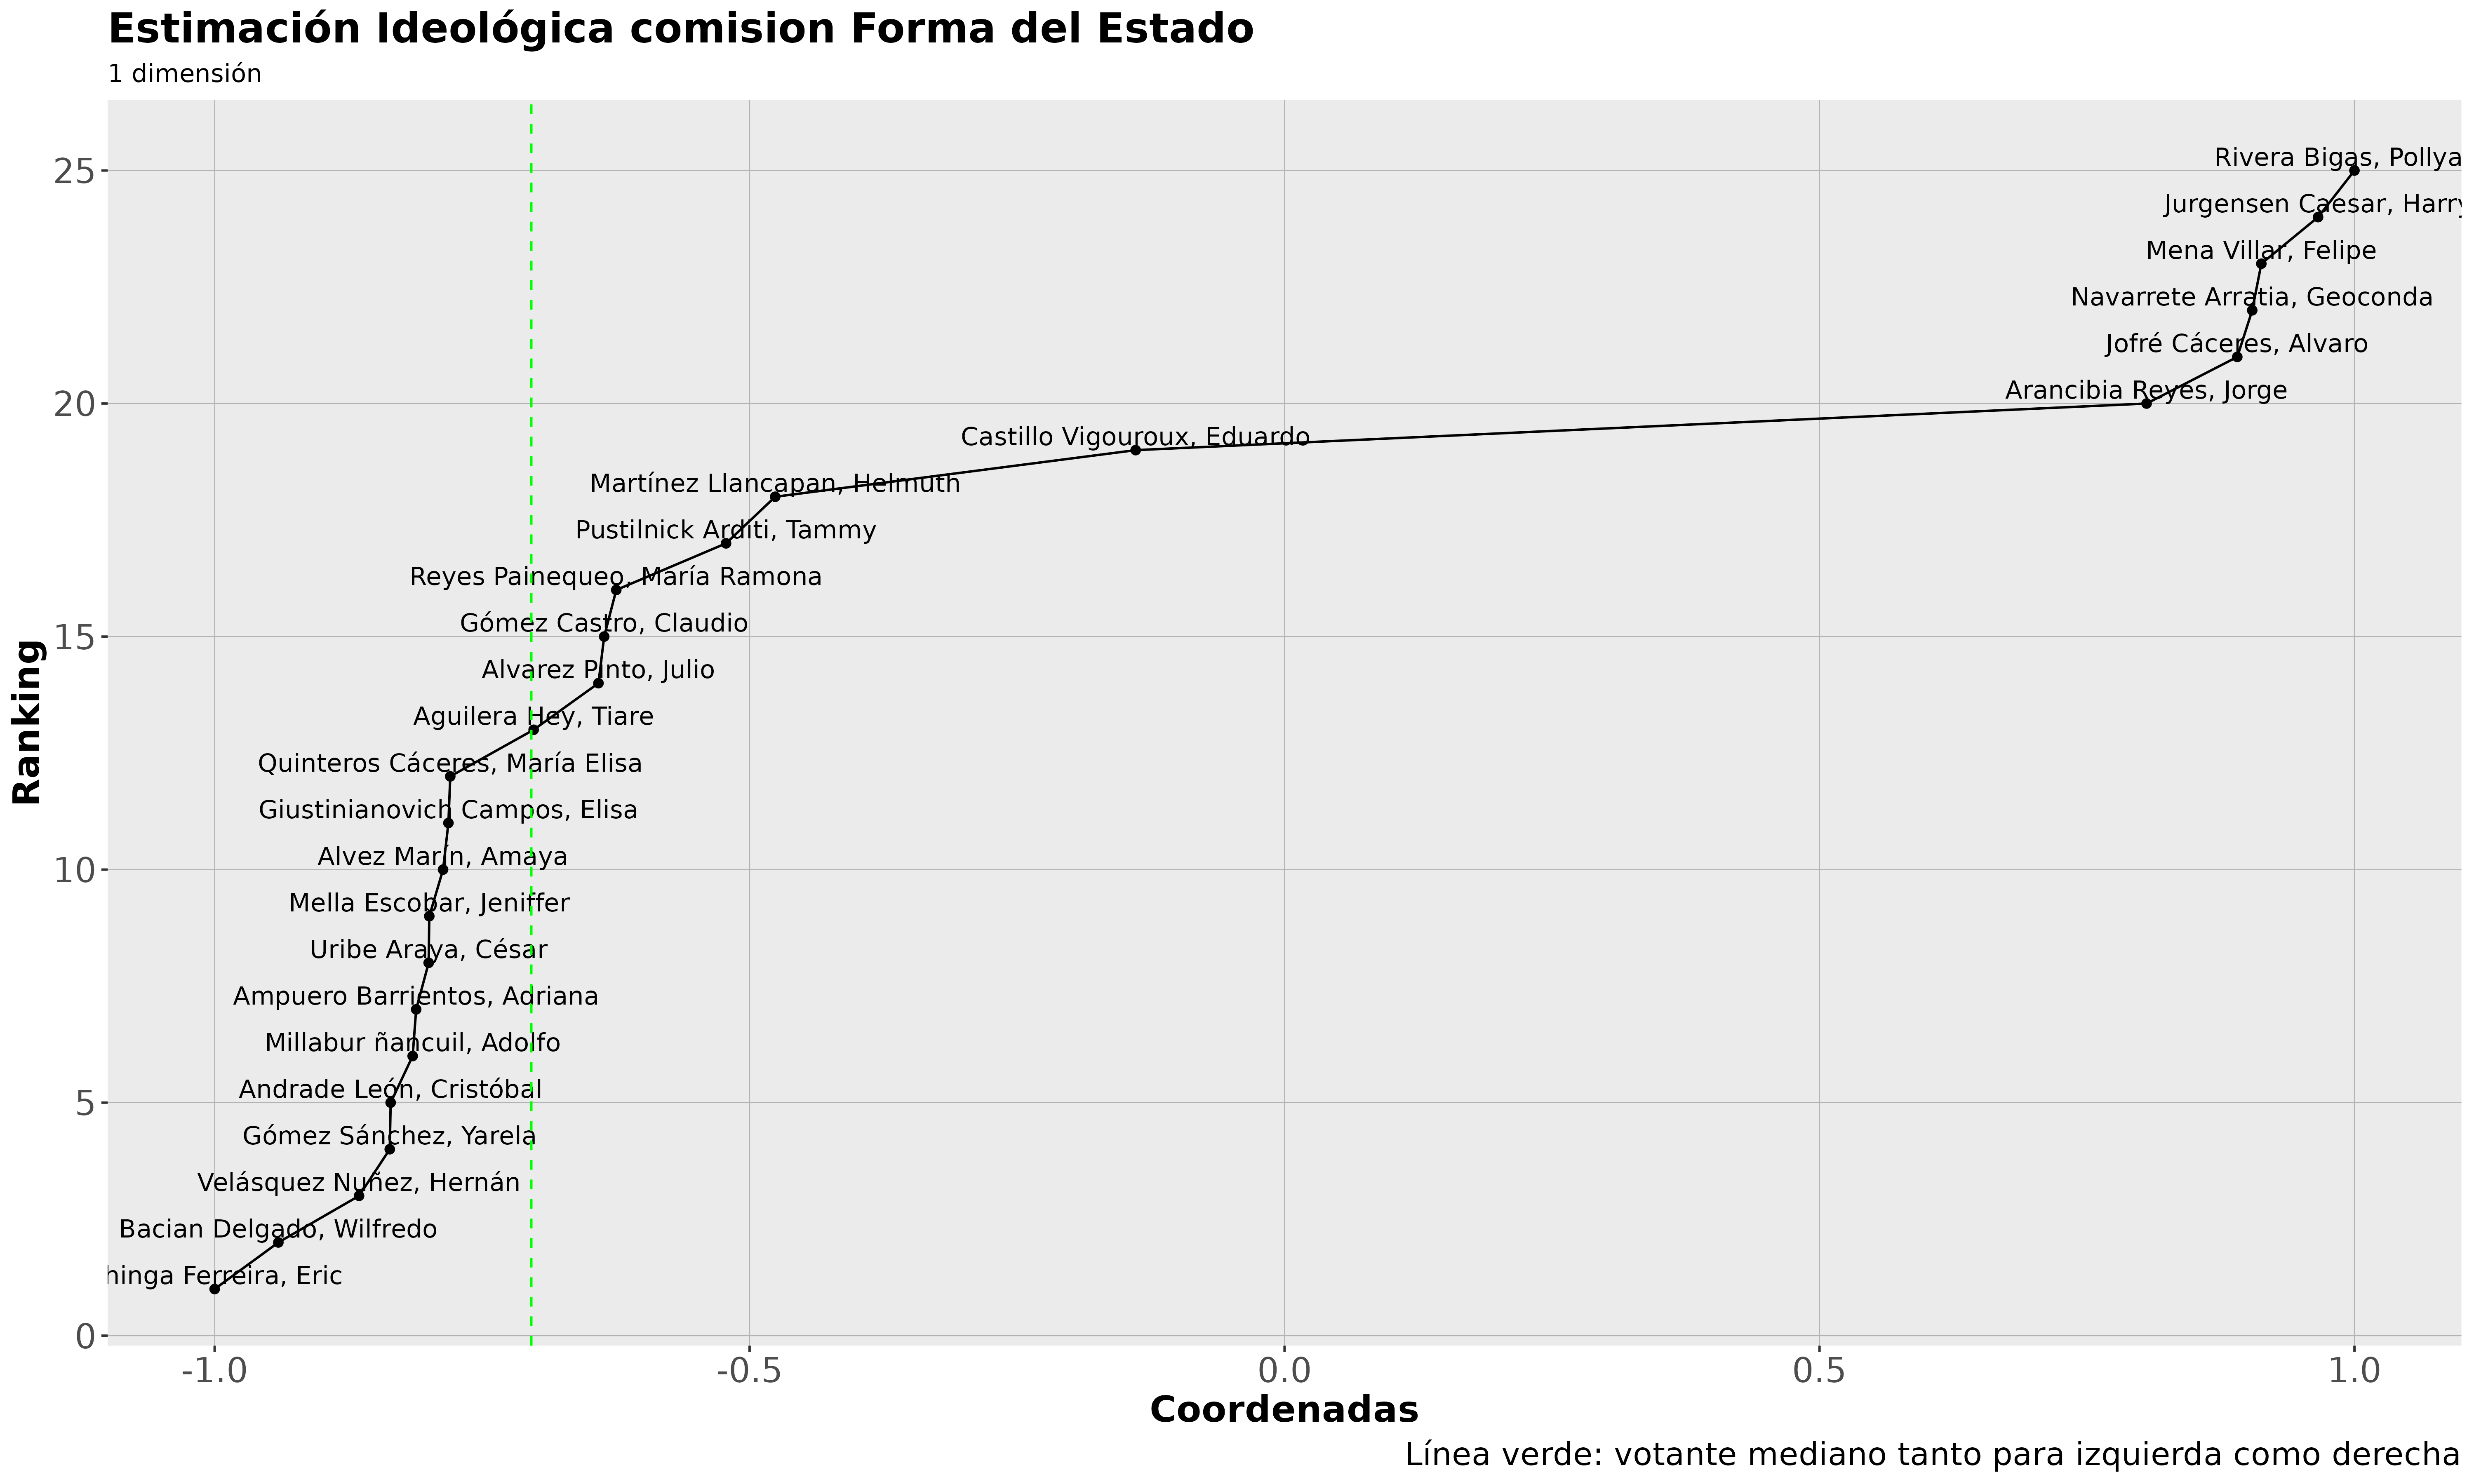 Estimación Ideológica comision Forma del Estado
1 dimensión
Ranking
25
20
15
10
5
0
Rivera Bigas, Pollya
Jurgensen Caesar, Harry
Mena Villar, Felipe
Navarrete Arratia, Geoconda
Jofré Cáceres, Alvaro
Arancibia Reyes, Jorge
Castillo Vigouroux, Eduardo
Martínez Llancapan, Helmuth
Pustilnick Arditi, Tammy
Reyes Painequeo, María Ramona
Gómez Castro, Claudio
Alvarez Pinto, Julio
Aguilera Hey, Tiare
Quinteros Cáceres, María Elisa
Giustinianovich Campos, Elisa
Alvez Marín, Amaya
Mella Escobar, Jeniffer
Uribe Araya, César
Ampuero Barrientos, Adriana
Millabur ñancuil, Adolfo
Andrade León, Cristóbal
Gómez Sánchez, Yarela
Velásquez Nuñez, Hernán
Bacian Delgado, Wilfredo
hinga Ferreira, Eric
-1.0 -0.5 0.0 0.5 1.0
Coordenadas
Línea verde: votante mediano tanto para izquierda como derecha